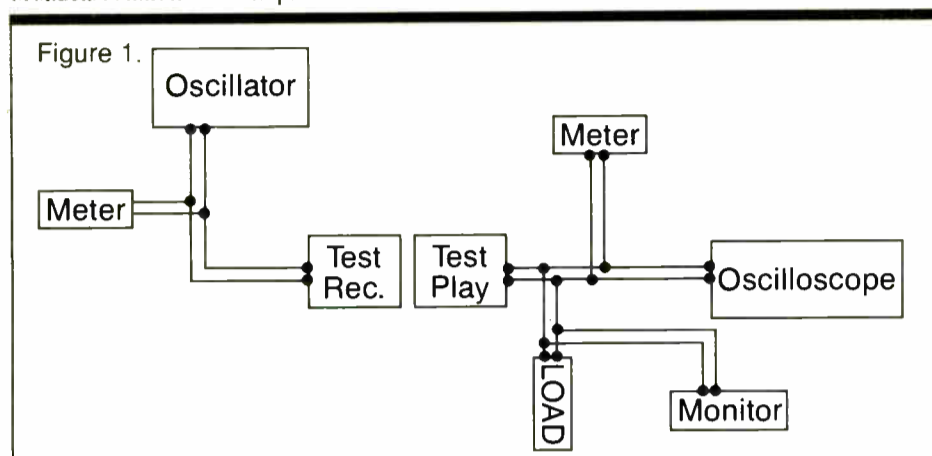 Figure 1.
Oscillator
Meter
Test
Rec.
Test
Play
Meter
Oscilloscope
LOAD
Monitor